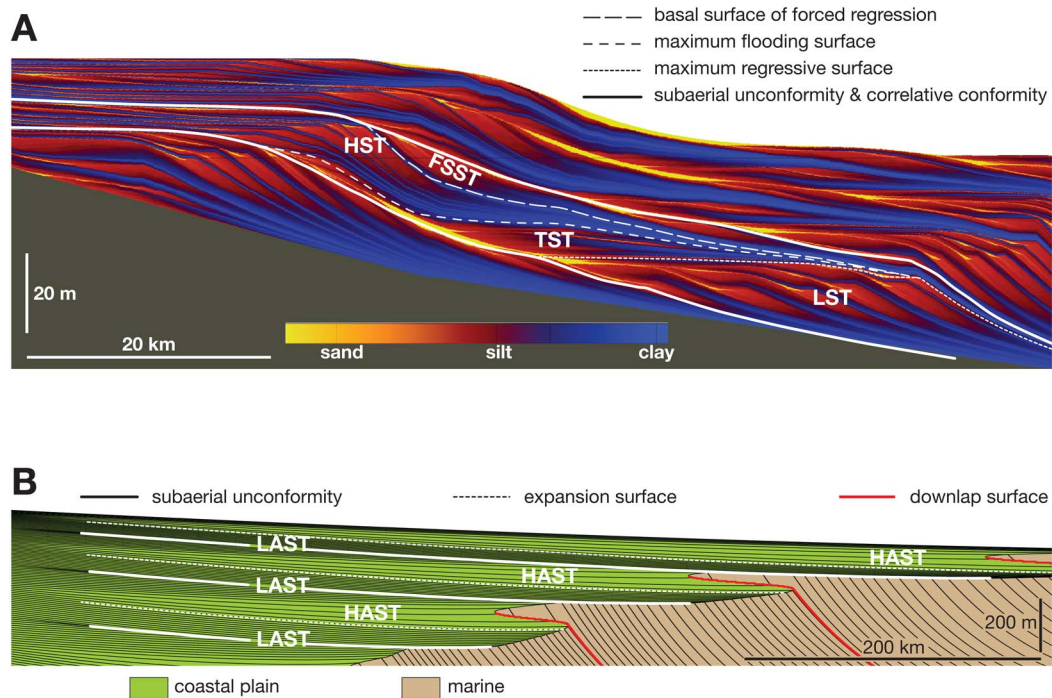 A
basal surface of forced regression
maximum flooding surface
maximum regressive surface
subaerial unconformity & correlative conformity
HST
FSST
TST
LST
20 m
20 km
sand silt clay
B
subaerial unconformity expansion surface downlap surface
LAST HAST
LAST HAST
LAST HAST
200 m
200 km
coastal plain marine